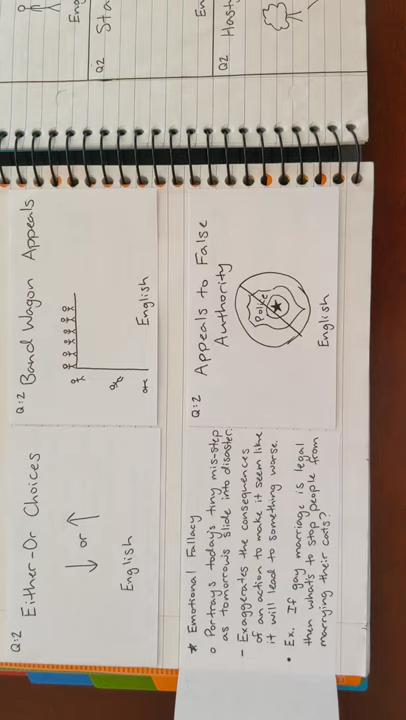 Q:2
Either-Or Choices
↓ or ↑
English
Q:2 Band Wagon Appeals
English
* Emotional Fallacy
o Portrays today's tiny mis-step
as tomorrows slide into disaster.
- Exaggerates the consequences
of an action to make it seem like
it will lead to something worse.
• Ex. If gay marriage is legal
then what's to stop people from
marrying their cats?
Q:2
Appeals to False
Authority
Police
English
Eng
Q2 Sta
En
Q2 Hast